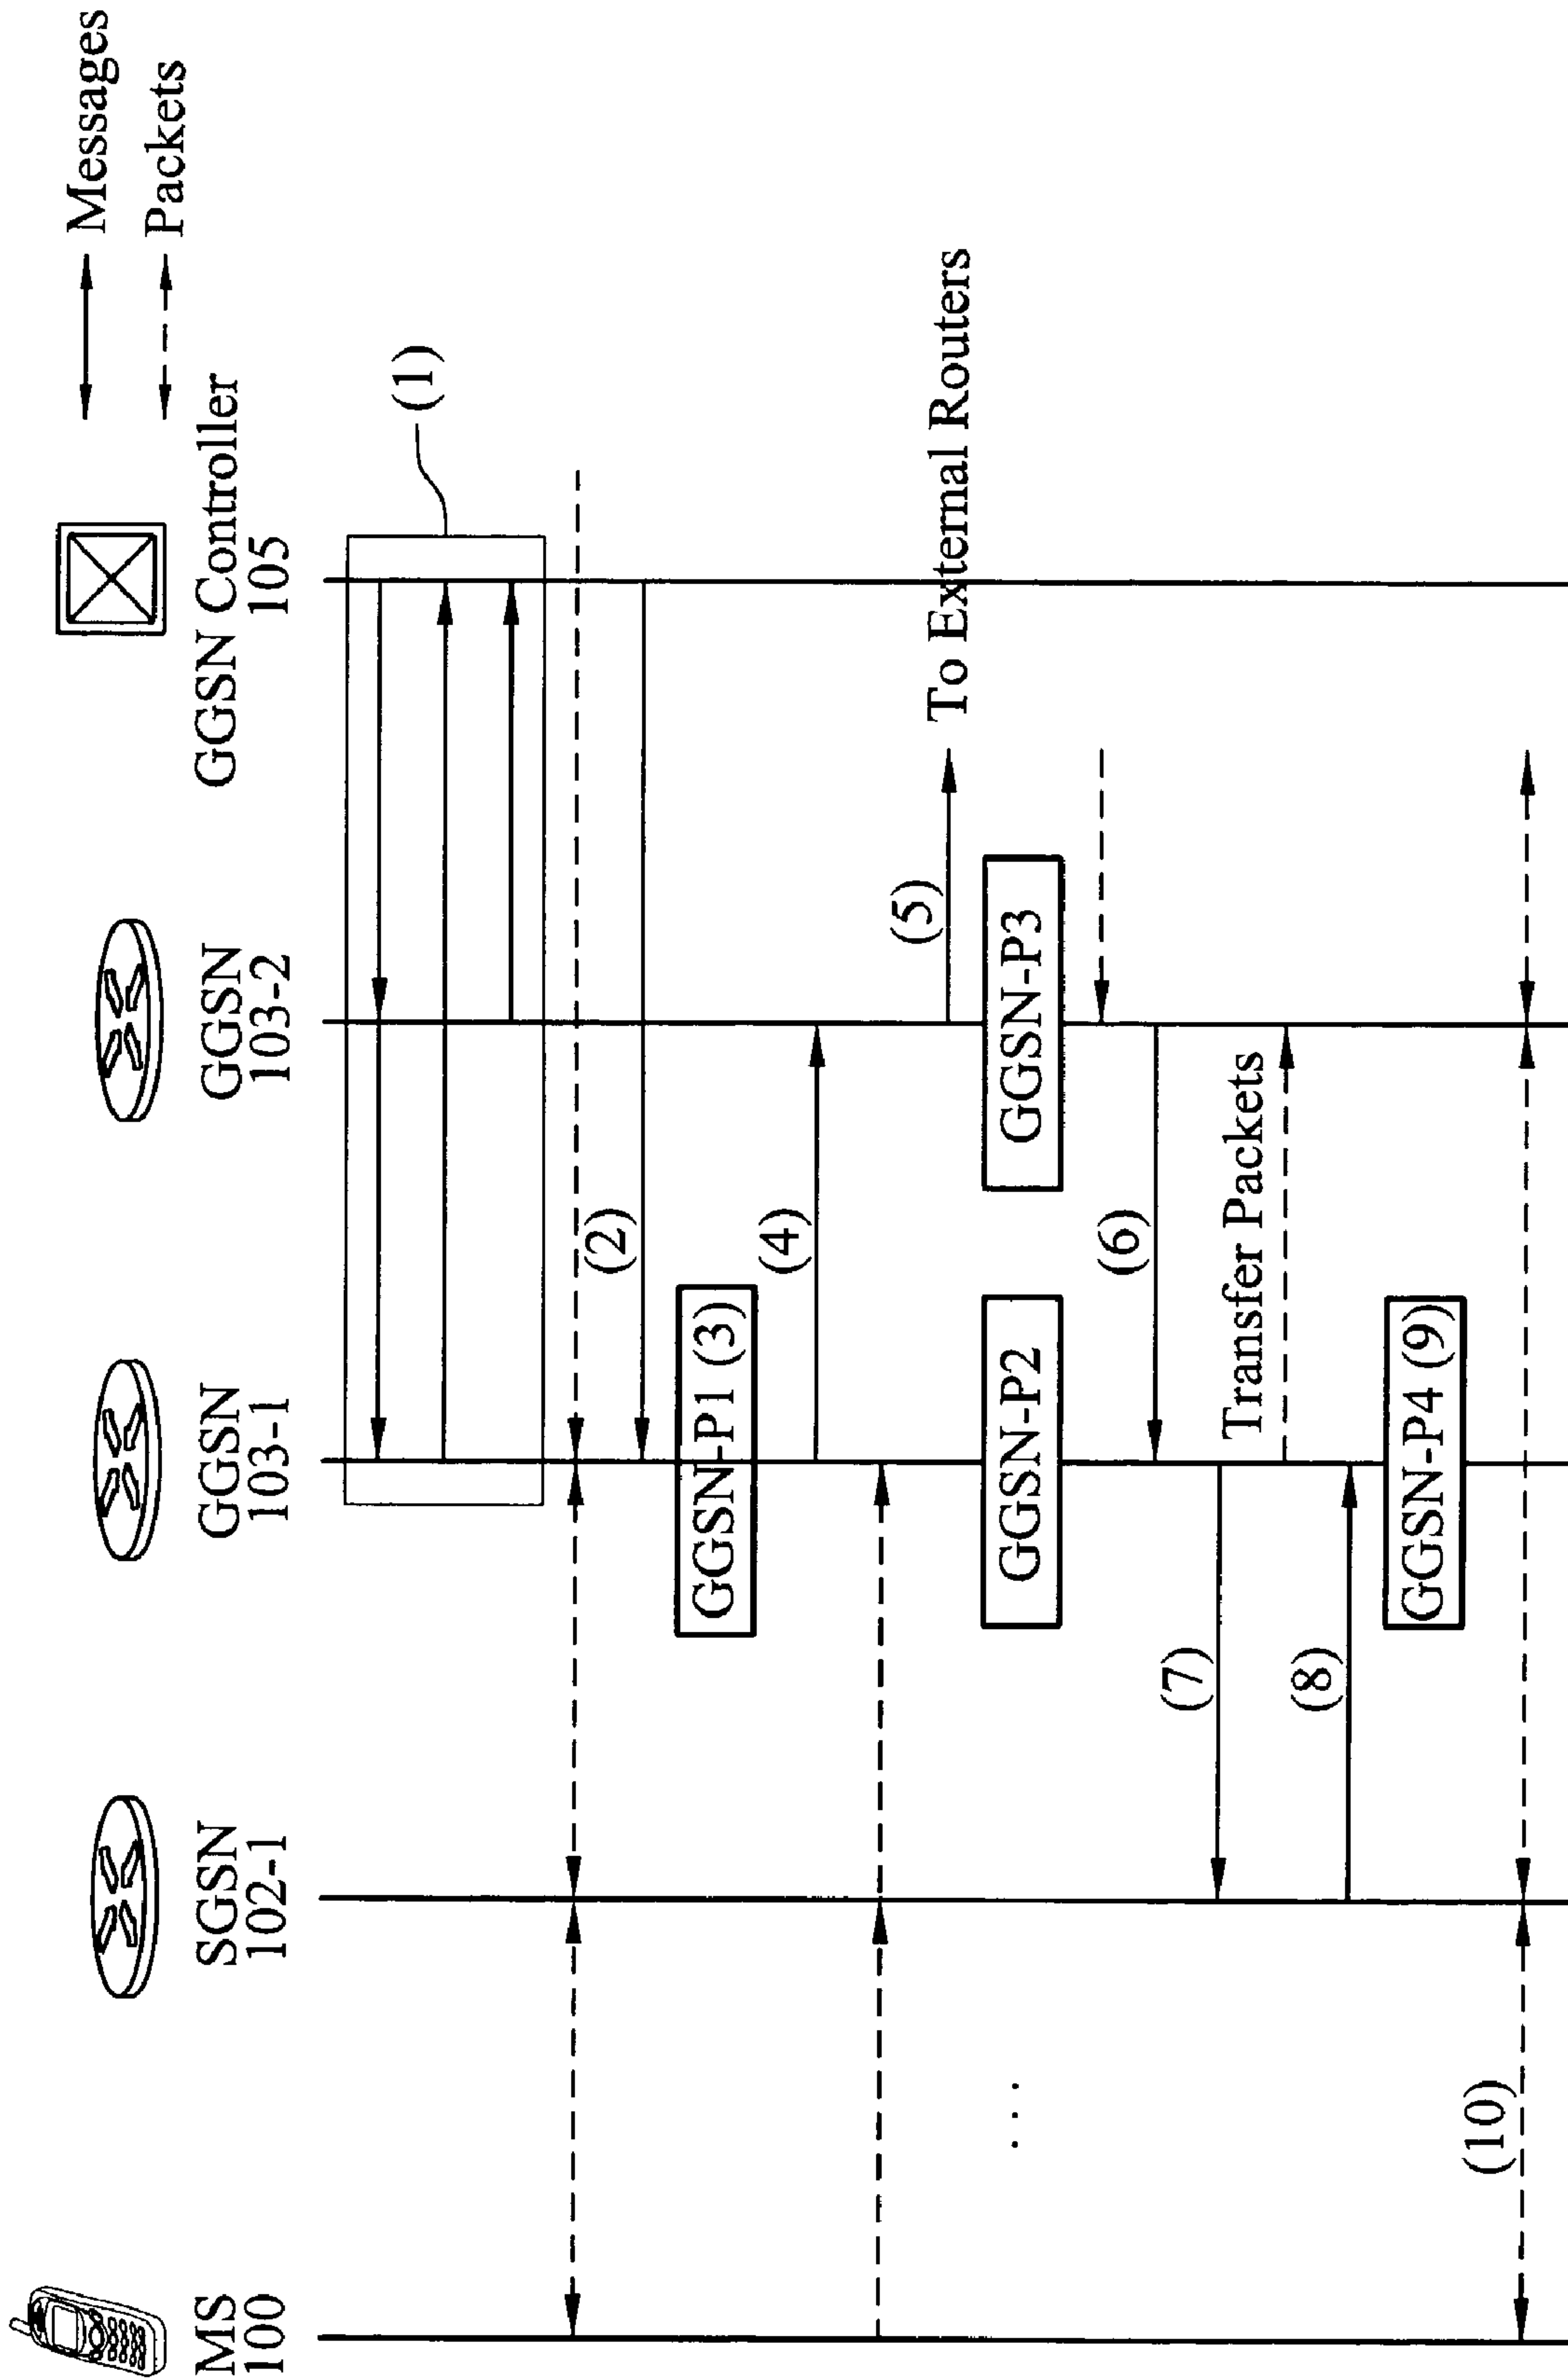 Messages
Packets
MS
100
SGSN
102-1
GGSN
103-1
GGSN
103-2
GGSN Controller
105
(1)
(2)
GGSN-P1 (3)
(4)
(5)
To External Routers
GGSN-P2
GGSN-P3
. . .
(6)
(7)
Transfer Packets
(8)
GGSN-P4 (9)
(10)